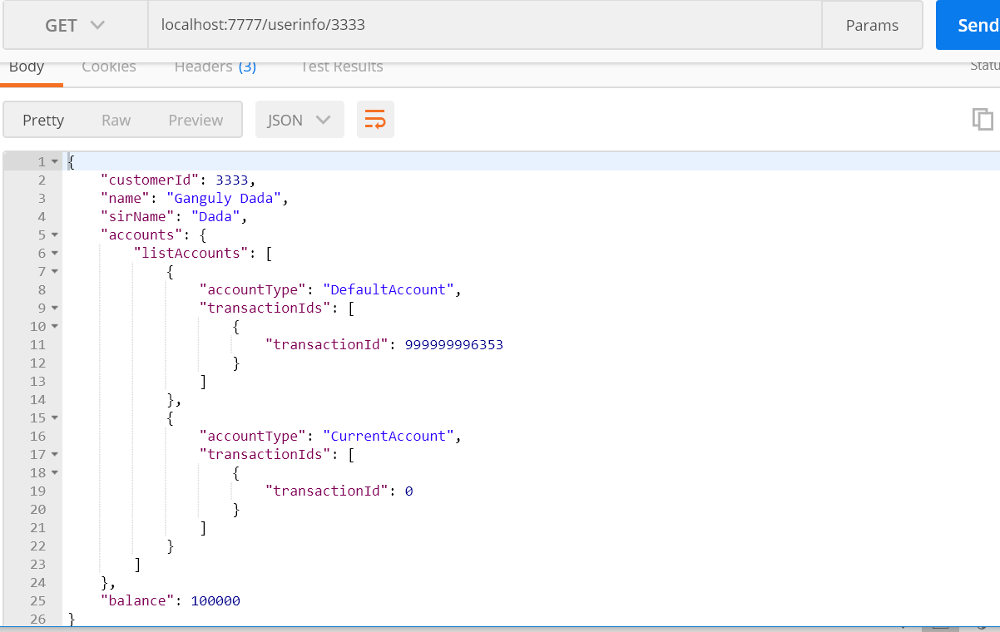 GET localhost:7777/userinfo/3333 Params Send
Body Cookies Headers (3) Test Results Statu
Pretty Raw Preview JSON
1 {
2 "customerId": 3333,
3 "name": "Ganguly Dada",
4 "sirName": "Dada",
5 "accounts": {
6 "listAccounts": [
7 {
8 "accountType": "DefaultAccount",
9 "transactionIds": [
10 {
11 "transactionId": 999999996353
12 }
13 ]
14 },
15 {
16 "accountType": "CurrentAccount",
17 "transactionIds": [
18 {
19 "transactionId": 0
20 }
21 ]
22 }
23 ]
24 },
25 "balance": 100000
26 }